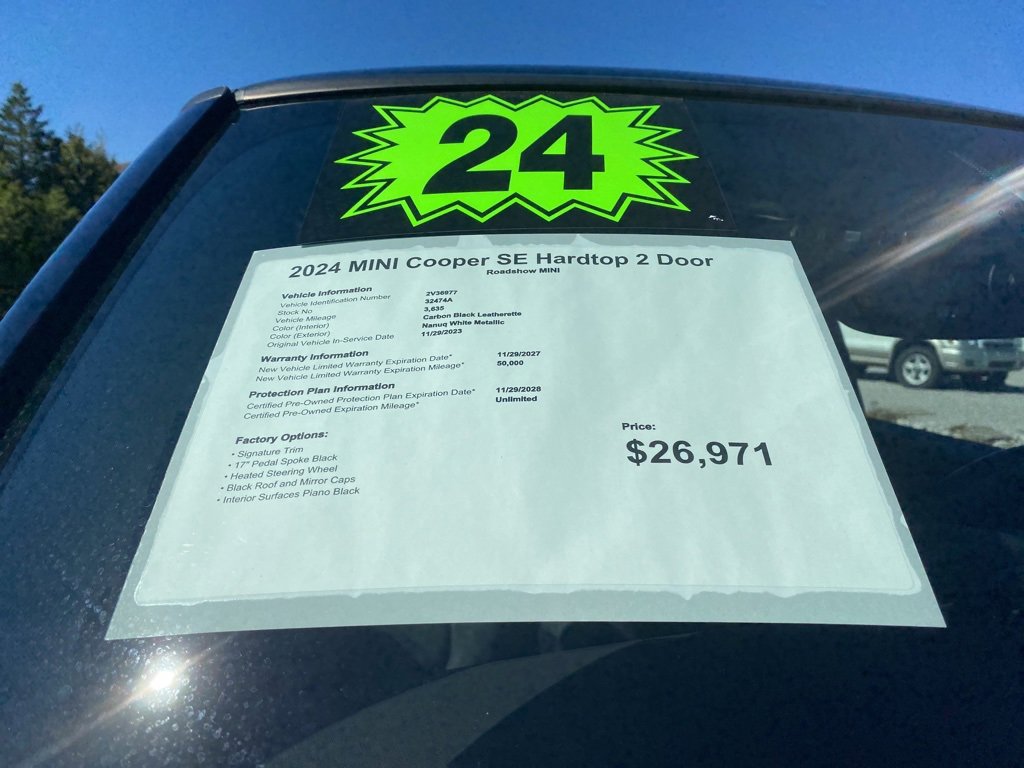 24
2024 MINI Cooper SE Hardtop 2 Door
Roadshow MINI
Vehicle Information
Vehicle Identification Number 2V36977
Stock No 32474A
Vehicle Mileage 3,635
Color (Interior) Carbon Black Leatherette
Color (Exterior) Nanuq White Metallic
Original Vehicle In-Service Date 11/29/2023
Warranty Information
New Vehicle Limited Warranty Expiration Date* 11/29/2027
New Vehicle Limited Warranty Expiration Mileage* 50,000
Protection Plan Information
Certified Pre-Owned Protection Plan Expiration Date* 11/29/2028
Certified Pre-Owned Expiration Mileage* Unlimited
Factory Options:
• Signature Trim
• 17" Pedal Spoke Black
• Heated Steering Wheel
• Black Roof and Mirror Caps
• Interior Surfaces Piano Black
Price:
$26,971